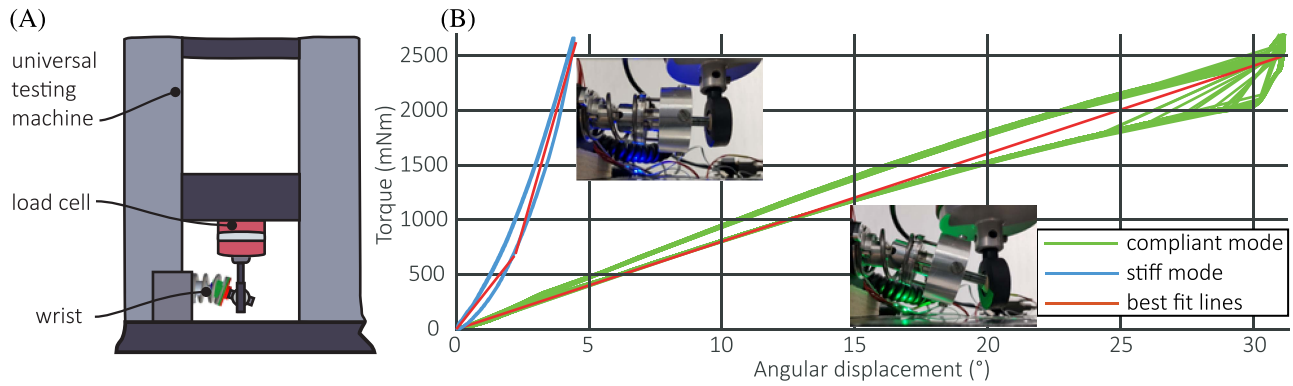 (A)
universal
testing
machine
load cell
wrist
(B)
Torque (mNm)
2500
2000
1500
1000
500
0
0 5 10 15 20 25 30
Angular displacement (°)
compliant mode
stiff mode
best fit lines